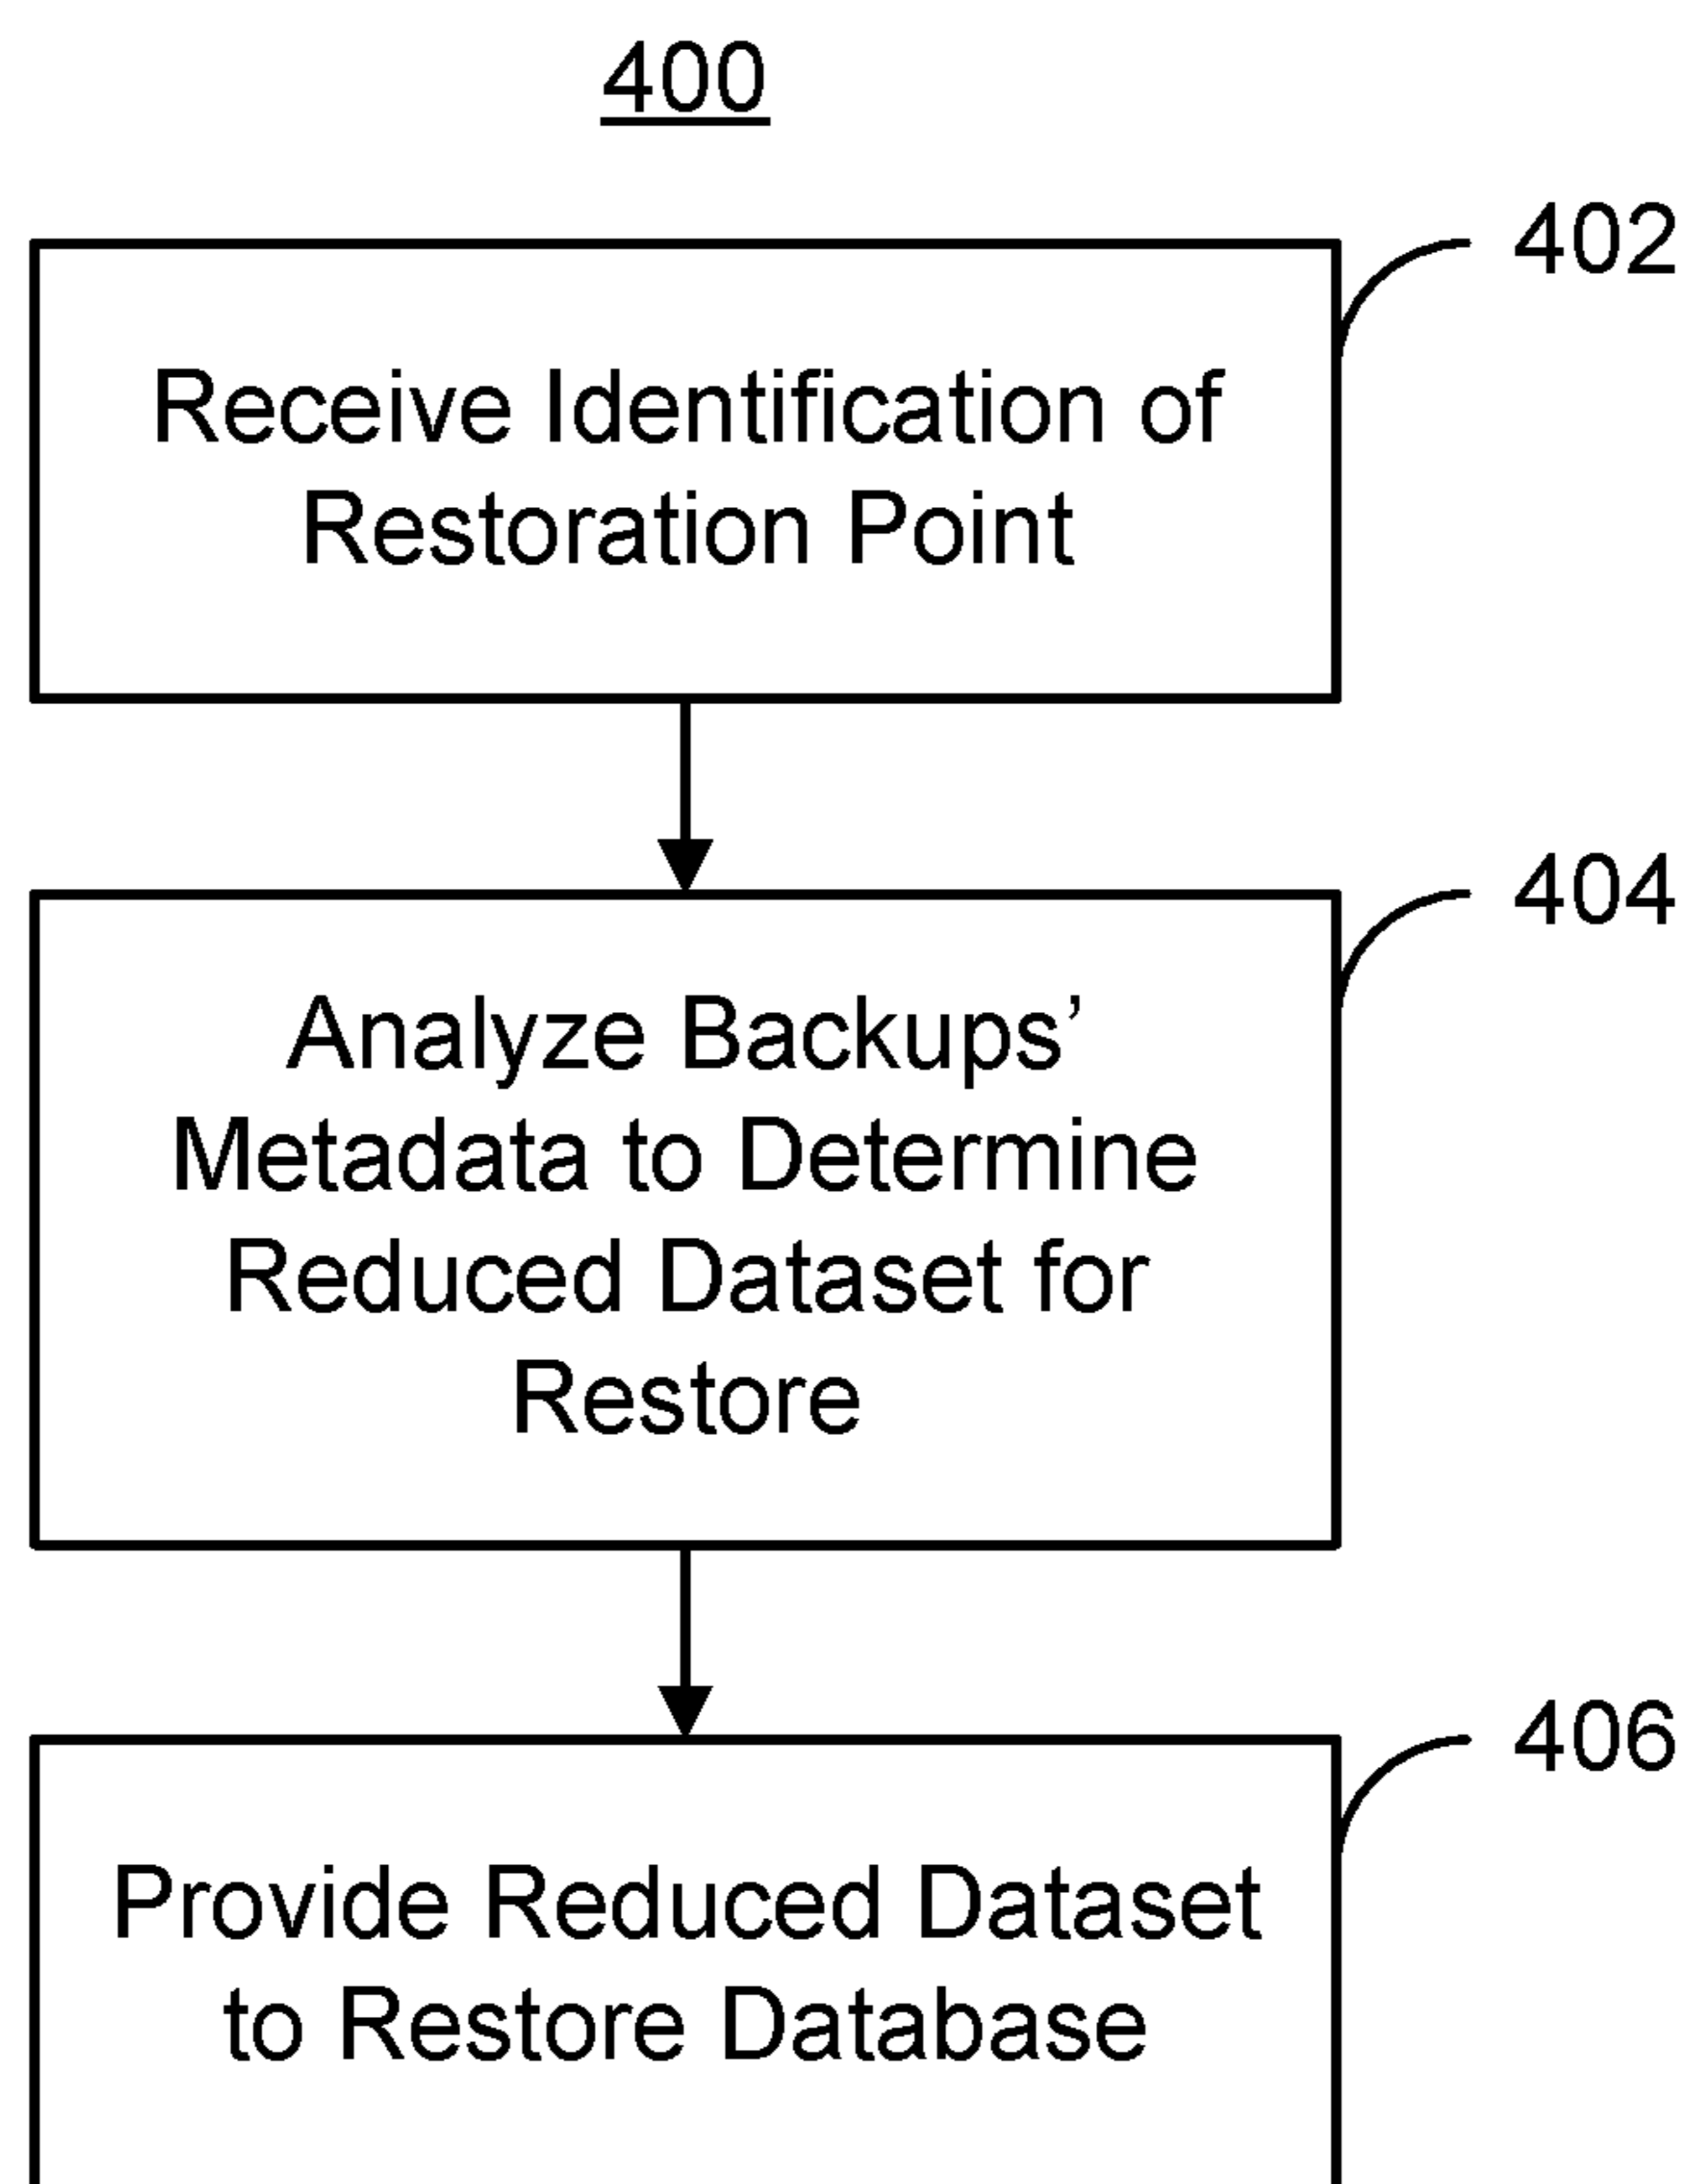 400
402
Receive Identification of
Restoration Point
404
Analyze Backups’
Metadata to Determine
Reduced Dataset for
Restore
406
Provide Reduced Dataset
to Restore Database